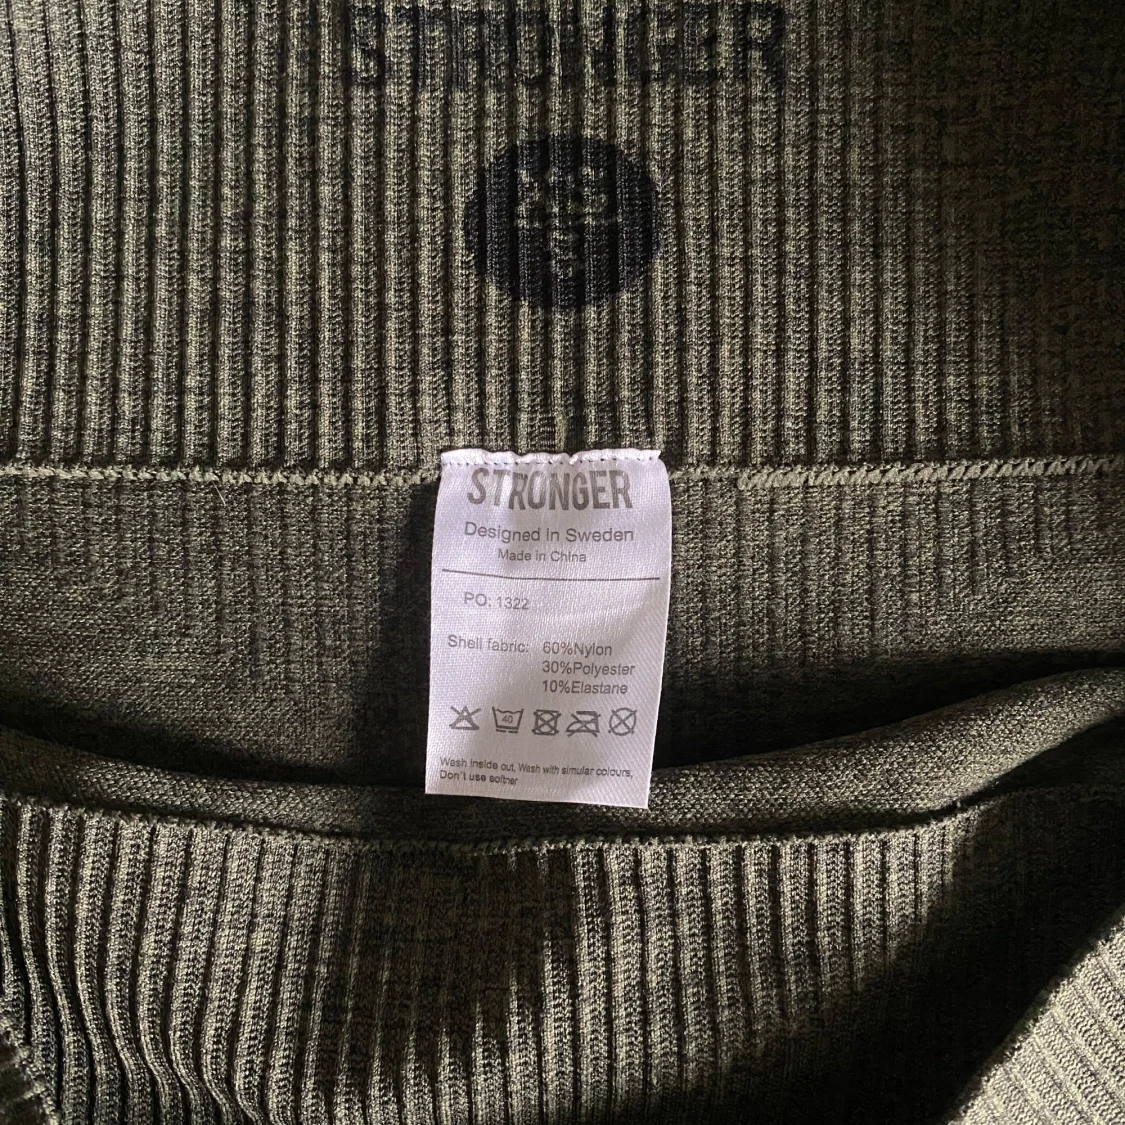 STRONGER
XS
S
STRONGER
Designed in Sweden
Made in China
PO: 1322
Shell fabric: 60%Nylon
30%Polyester
10%Elastane
40
Wash inside out, Wash with simular colours,
Don't use softner